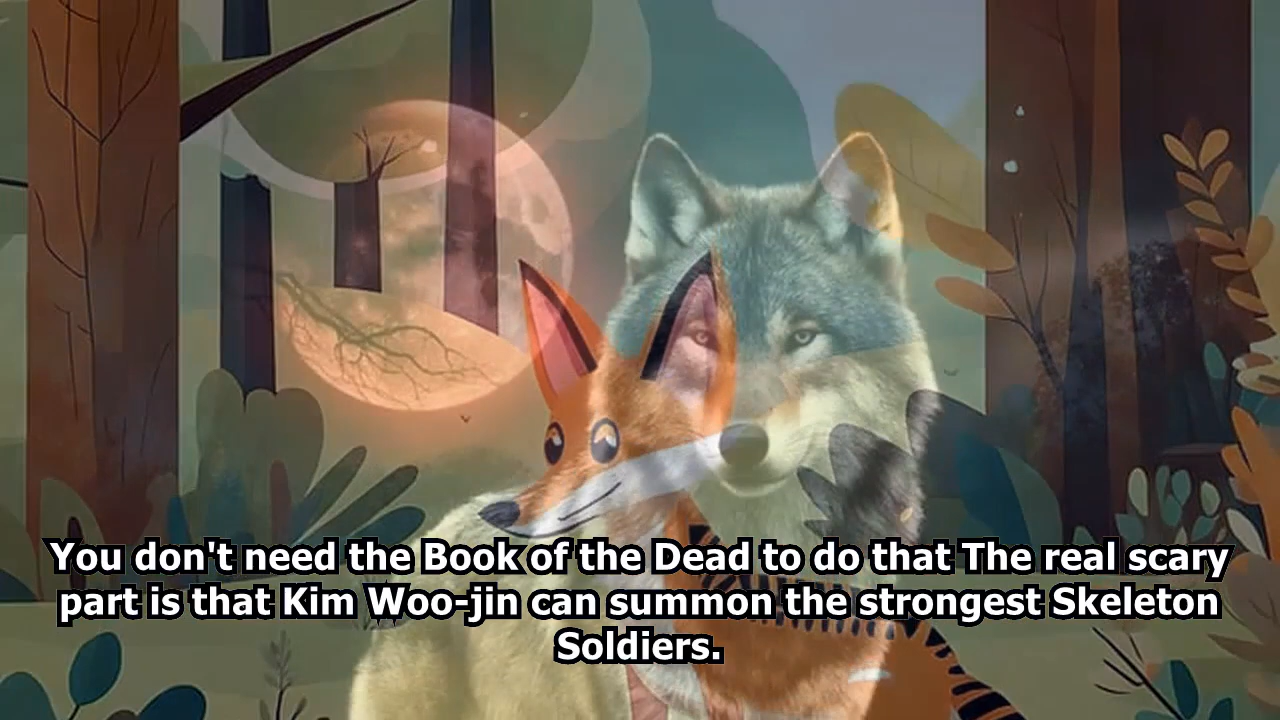 You don't need the Book of the Dead to do that The real scary
part is that Kim Woo-jin can summon the strongest Skeleton
Soldiers.